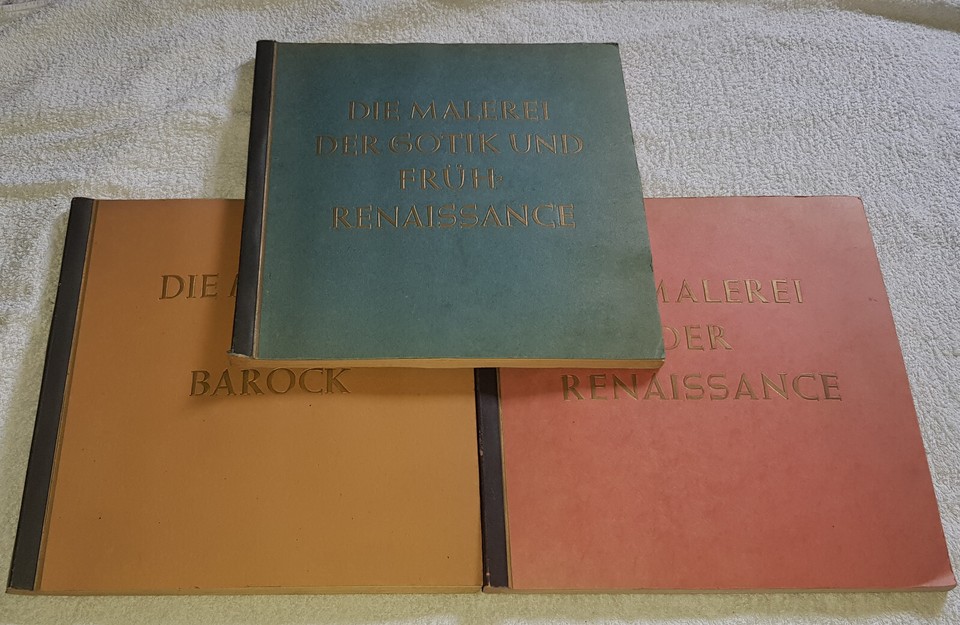 DIE MALEREI
DER GOTIK UND
FRÜH-
RENAISSANCE
DIE
BAROCK
MALEREI
DER
RENAISSANCE